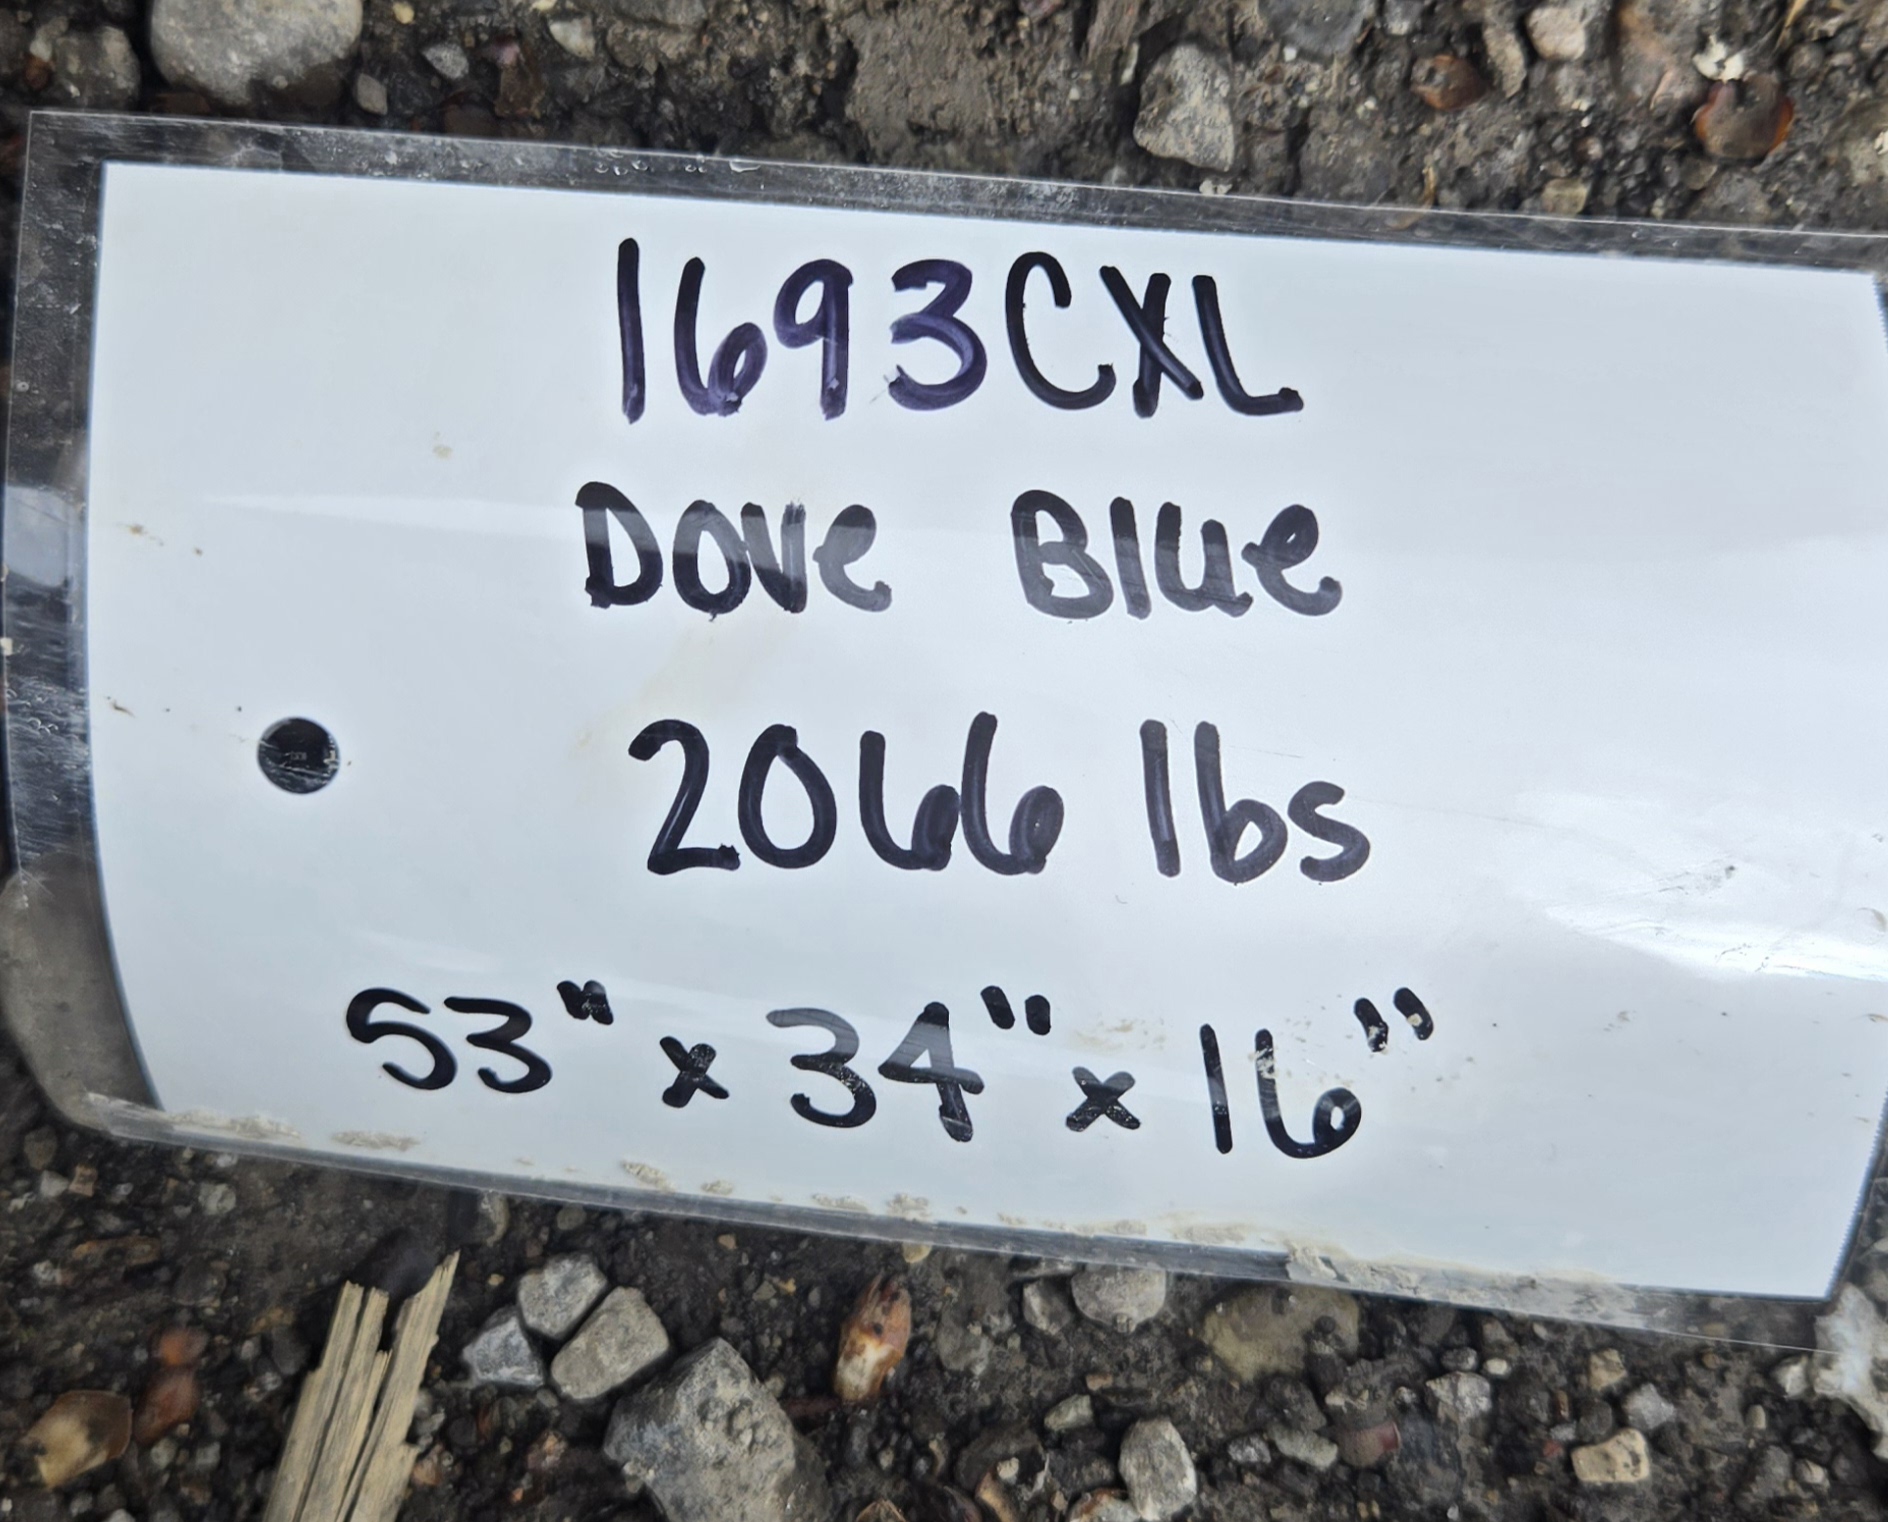 1693CXL
Dove Blue
2066 lbs
53" x 34" x 16"